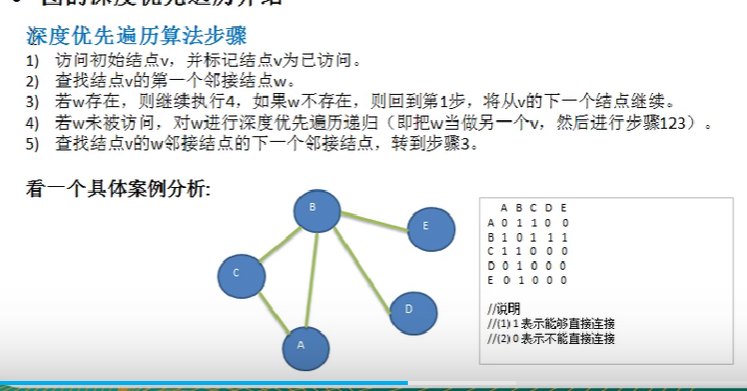 深度优先遍历算法步骤
1) 访问初始结点v，并标记结点v为已访问。
2) 查找结点v的第一个邻接结点w。
3) 若w存在，则继续执行4，如果w不存在，则回到第1步，将从v的下一个结点继续。
4) 若w未被访问，对w进行深度优先遍历递归（即把w当做另一个v，然后进行步骤123）。
5) 查找结点v的w邻接结点的下一个邻接结点，转到步骤3。
看一个具体案例分析:
B
E
C
D
A
A B C D E
A 0 1 1 0 0
B 1 0 1 1 1
C 1 1 0 0 0
D 0 1 0 0 0
E 0 1 0 0 0
//说明
//(1) 1 表示能够直接连接
//(2) 0 表示不能直接连接